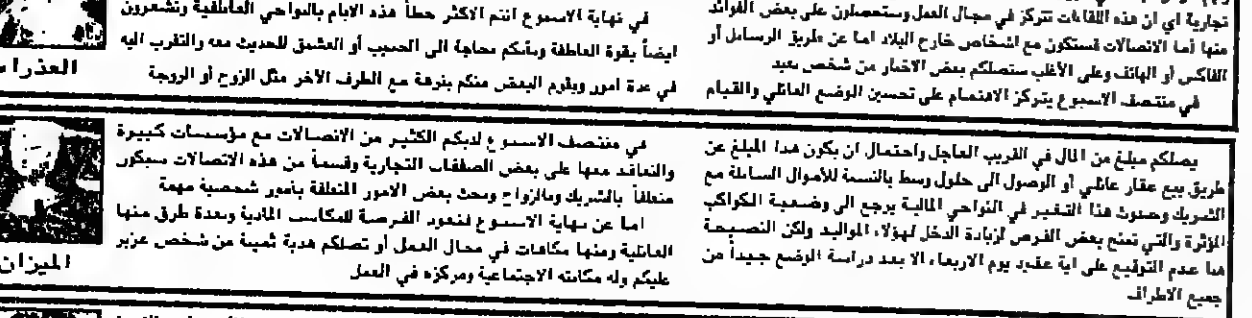 تجارية اي ان هذه اللقاءات تتركز في مجال العمل وستحصلون على بعض الفوائد
منها أما الاتصالات فستكون مع اشخاص خارج البلاد اما عن طريق الرسائل أو
الفاكس أو الهاتف وعلى الأغلب ستصلكم بعض الاخبار من شخص بعيد
في منتصف الاسبوع يتركز الاهتمام على تحسين الوضع العائلي والقيام
في نهاية الاسبوع انتم الاكثر حظاً هذه الايام بالنواحي العاطفية وتشعرون
ايضاً بقوة العاطفة وبأنكم بحاجة الى الحبيب أو العشق للحديث معه والتقرب اليه
في عدة امور ويقوم البعض منكم بنزهة مع الطرف الآخر مثل الزوج أو الزوجة
العذراء
يصلكم مبلغ من المال في القريب العاجل واحتمال ان يكون هذا المبلغ عن
طريق بيع عقار عائلي أو الوصول الى حلول وسط بالنسبة للأموال السائلة مع
الشريك وحدوث هذا التغير في النواحي المالية يرجع الى وضعية الكواكب
المؤثرة والتي تمنح بعض الفرص لزيادة الدخل لهؤلاء المواليد ولكن النصيحة
هنا عدم التوقيع على اية عقود يوم الاربعاء الا بعد دراسة الوضع جيداً من
جميع الاطراف
في منتصف الاسبوع لديكم الكثير من الاتصالات مع مؤسسات كبيرة
والتعاقد معها على بعض الصفقات التجارية وقسماً من هذه الاتصالات سيكون
متعلقاً بالشريك وبالزواج وبحث بعض الامور المتعلقة بأمور شخصية مهمة
اما عن نهاية الاسبوع فتعود الفرصة للمكاسب المادية وبعدة طرق منها
العائلية ومنها مكافآت في مجال العمل أو تصلكم هدية ثمينة من شخص عزيز
عليكم وله مكانته الاجتماعية ومركزه في العمل
الميزان